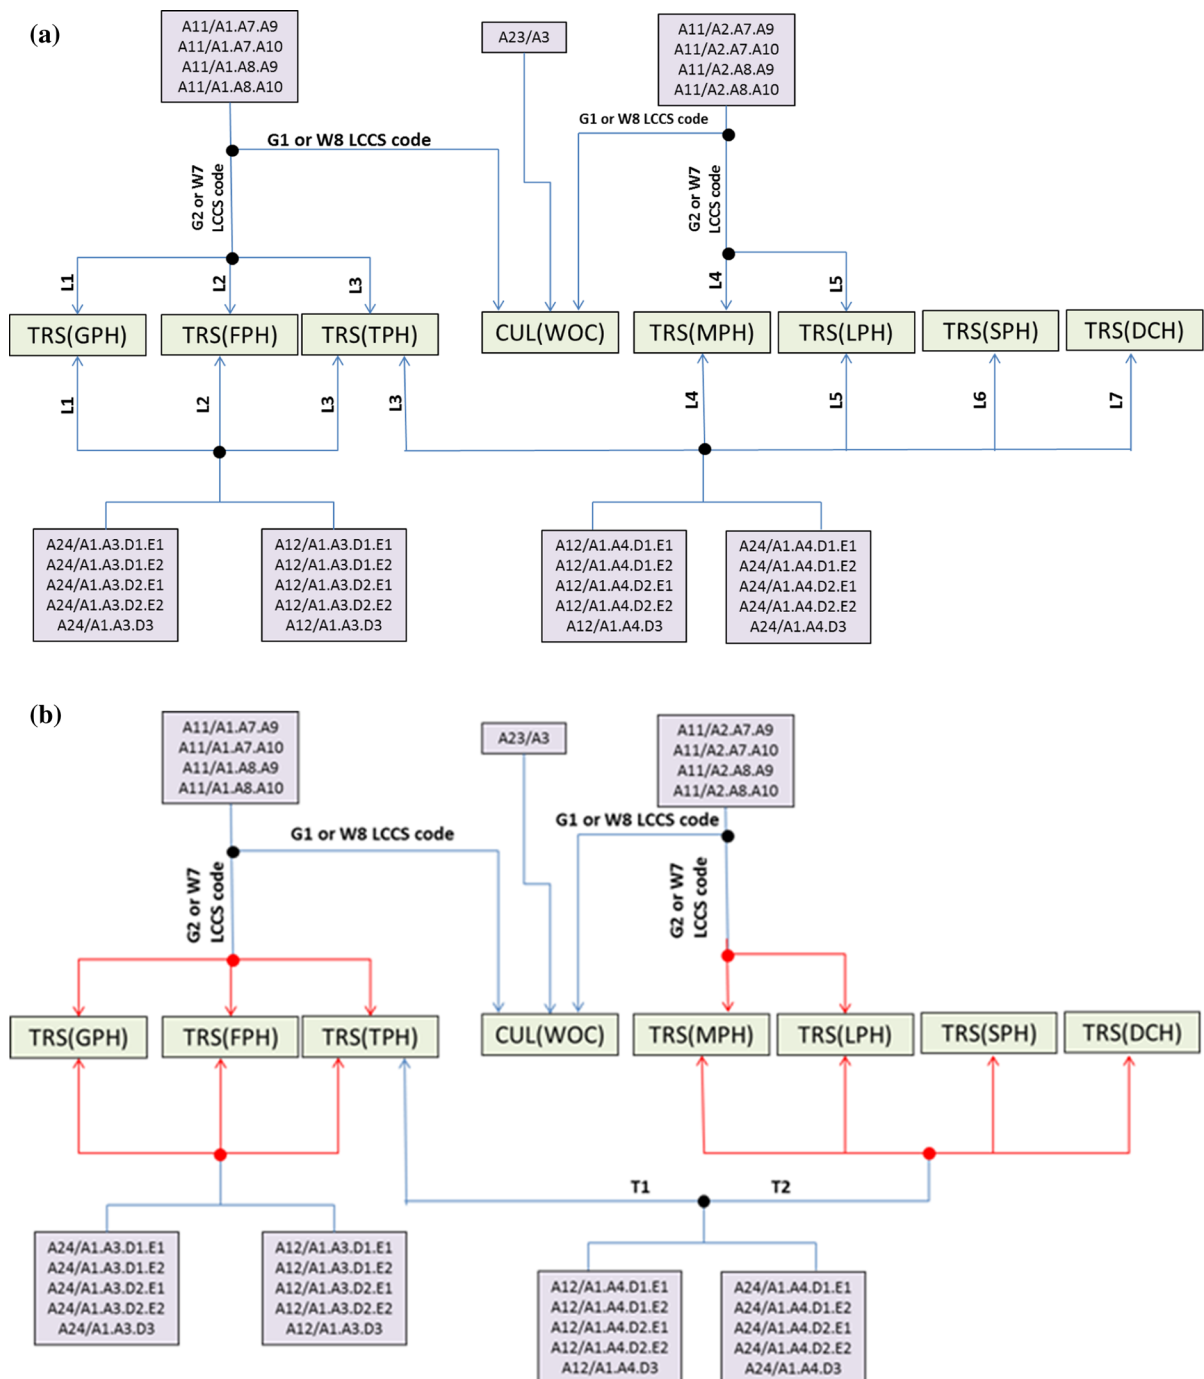 (a)
A11/A1.A7.A9
A11/A1.A7.A10
A11/A1.A8.A9
A11/A1.A8.A10
A23/A3
A11/A2.A7.A9
A11/A2.A7.A10
A11/A2.A8.A9
A11/A2.A8.A10
G1 or W8 LCCS code
G1 or W8 LCCS code
G2 or W7
LCCS code
G2 or W7
LCCS code
L1
L2
L3
L4
L5
TRS(GPH)
TRS(FPH)
TRS(TPH)
CUL(WOC)
TRS(MPH)
TRS(LPH)
TRS(SPH)
TRS(DCH)
L1
L2
L3
L3
L4
L5
L6
L7
A24/A1.A3.D1.E1
A24/A1.A3.D1.E2
A24/A1.A3.D2.E1
A24/A1.A3.D2.E2
A24/A1.A3.D3
A12/A1.A3.D1.E1
A12/A1.A3.D1.E2
A12/A1.A3.D2.E1
A12/A1.A3.D2.E2
A12/A1.A3.D3
A12/A1.A4.D1.E1
A12/A1.A4.D1.E2
A12/A1.A4.D2.E1
A12/A1.A4.D2.E2
A12/A1.A4.D3
A24/A1.A4.D1.E1
A24/A1.A4.D1.E2
A24/A1.A4.D2.E1
A24/A1.A4.D2.E2
A24/A1.A4.D3
(b)
A11/A1.A7.A9
A11/A1.A7.A10
A11/A1.A8.A9
A11/A1.A8.A10
A23/A3
A11/A2.A7.A9
A11/A2.A7.A10
A11/A2.A8.A9
A11/A2.A8.A10
G1 or W8 LCCS code
G1 or W8 LCCS code
G2 or W7
LCCS code
G2 or W7
LCCS code
TRS(GPH)
TRS(FPH)
TRS(TPH)
CUL(WOC)
TRS(MPH)
TRS(LPH)
TRS(SPH)
TRS(DCH)
T1
T2
A24/A1.A3.D1.E1
A24/A1.A3.D1.E2
A24/A1.A3.D2.E1
A24/A1.A3.D2.E2
A24/A1.A3.D3
A12/A1.A3.D1.E1
A12/A1.A3.D1.E2
A12/A1.A3.D2.E1
A12/A1.A3.D2.E2
A12/A1.A3.D3
A12/A1.A4.D1.E1
A12/A1.A4.D1.E2
A12/A1.A4.D2.E1
A12/A1.A4.D2.E2
A12/A1.A4.D3
A24/A1.A4.D1.E1
A24/A1.A4.D1.E2
A24/A1.A4.D2.E1
A24/A1.A4.D2.E2
A24/A1.A4.D3